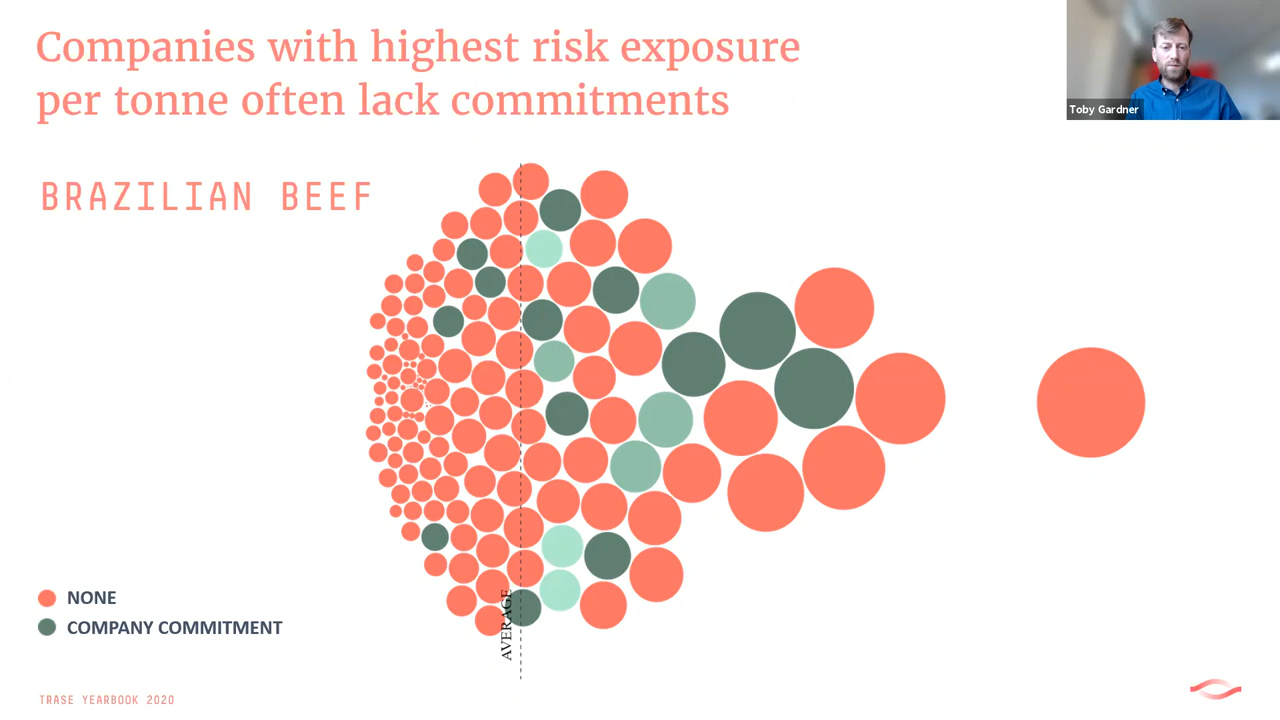 Companies with highest risk exposure
per tonne often lack commitments
Toby Gardner
BRAZILIAN BEEF
AVERAGE
NONE
COMPANY COMMITMENT
TRASE YEARBOOK 2020